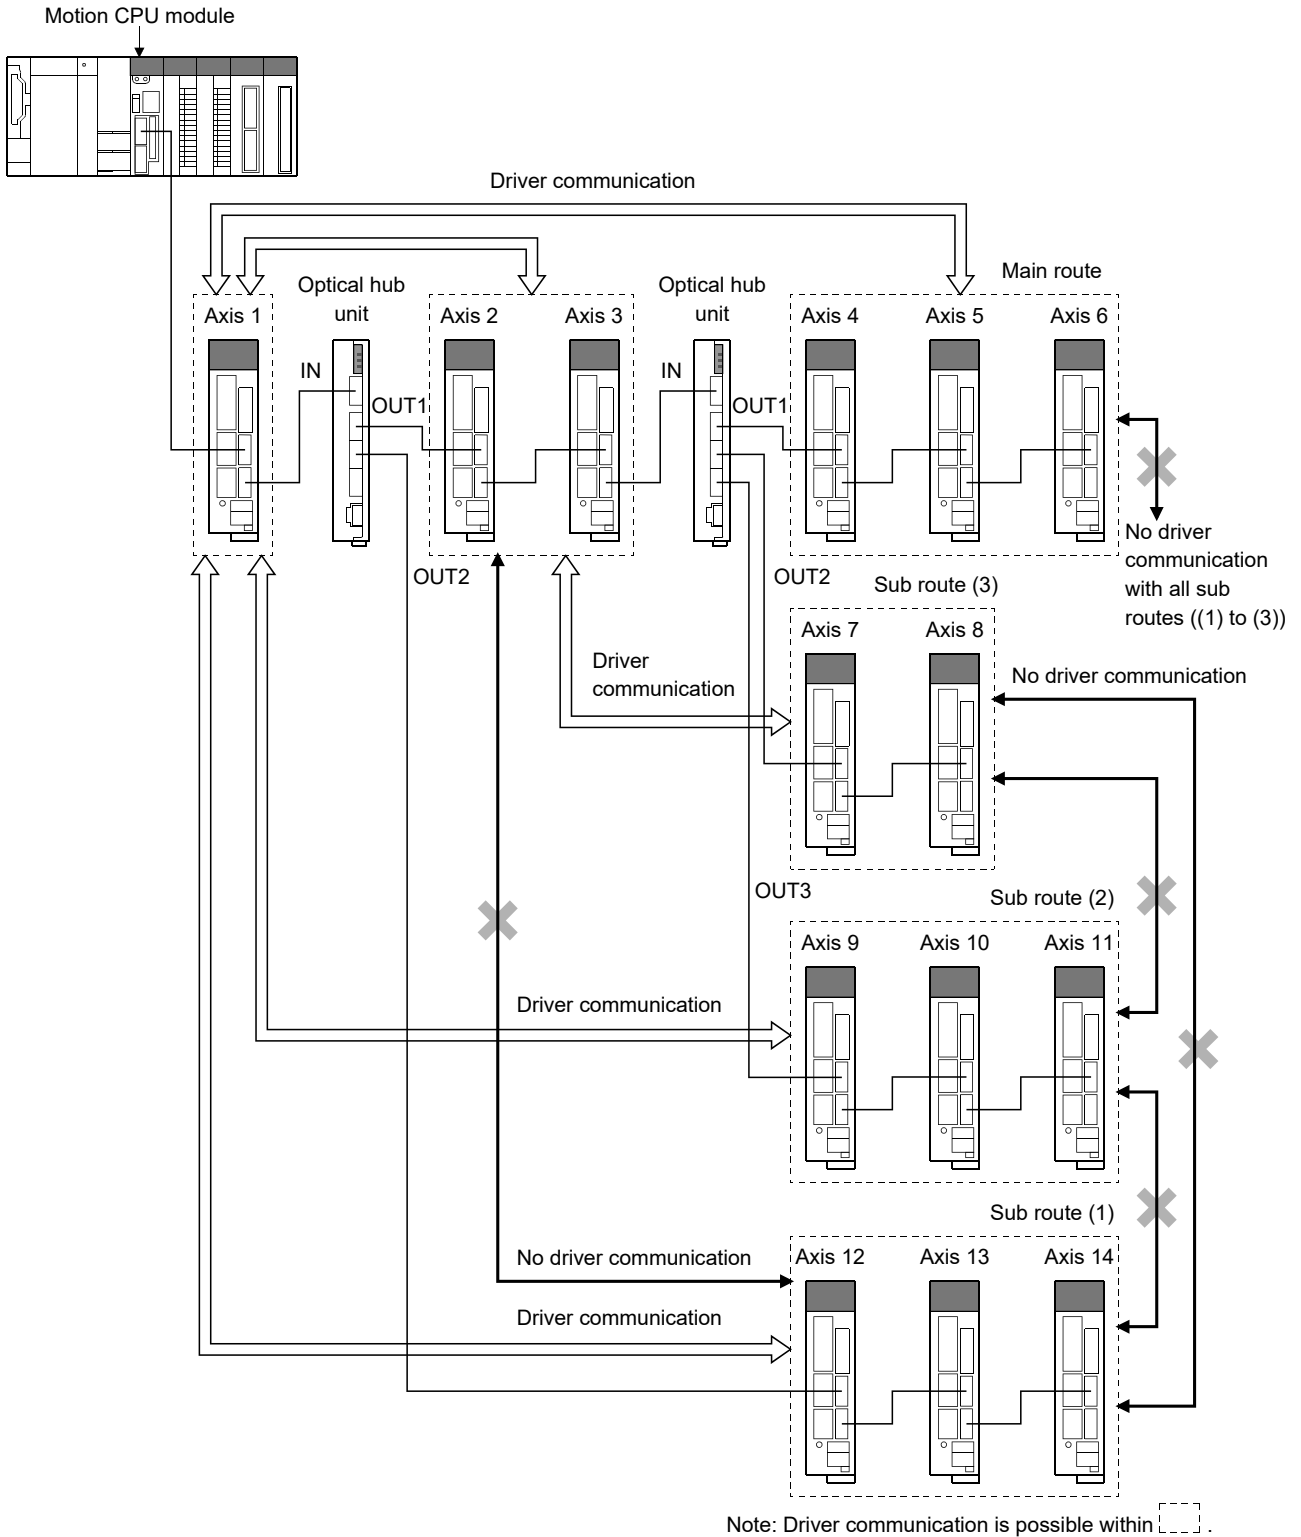 Motion CPU module
Driver communication
Main route
Optical hub
unit
Optical hub
unit
Axis 1
Axis 2
Axis 3
Axis 4
Axis 5
Axis 6
IN
OUT1
IN
OUT1
No driver
communication
with all sub
routes ((1) to (3))
OUT2
OUT2
Sub route (3)
Axis 7
Axis 8
Driver
communication
No driver communication
OUT3
Sub route (2)
Axis 9
Axis 10
Axis 11
Driver communication
Sub route (1)
Axis 12
Axis 13
Axis 14
No driver communication
Driver communication
Note: Driver communication is possible within .